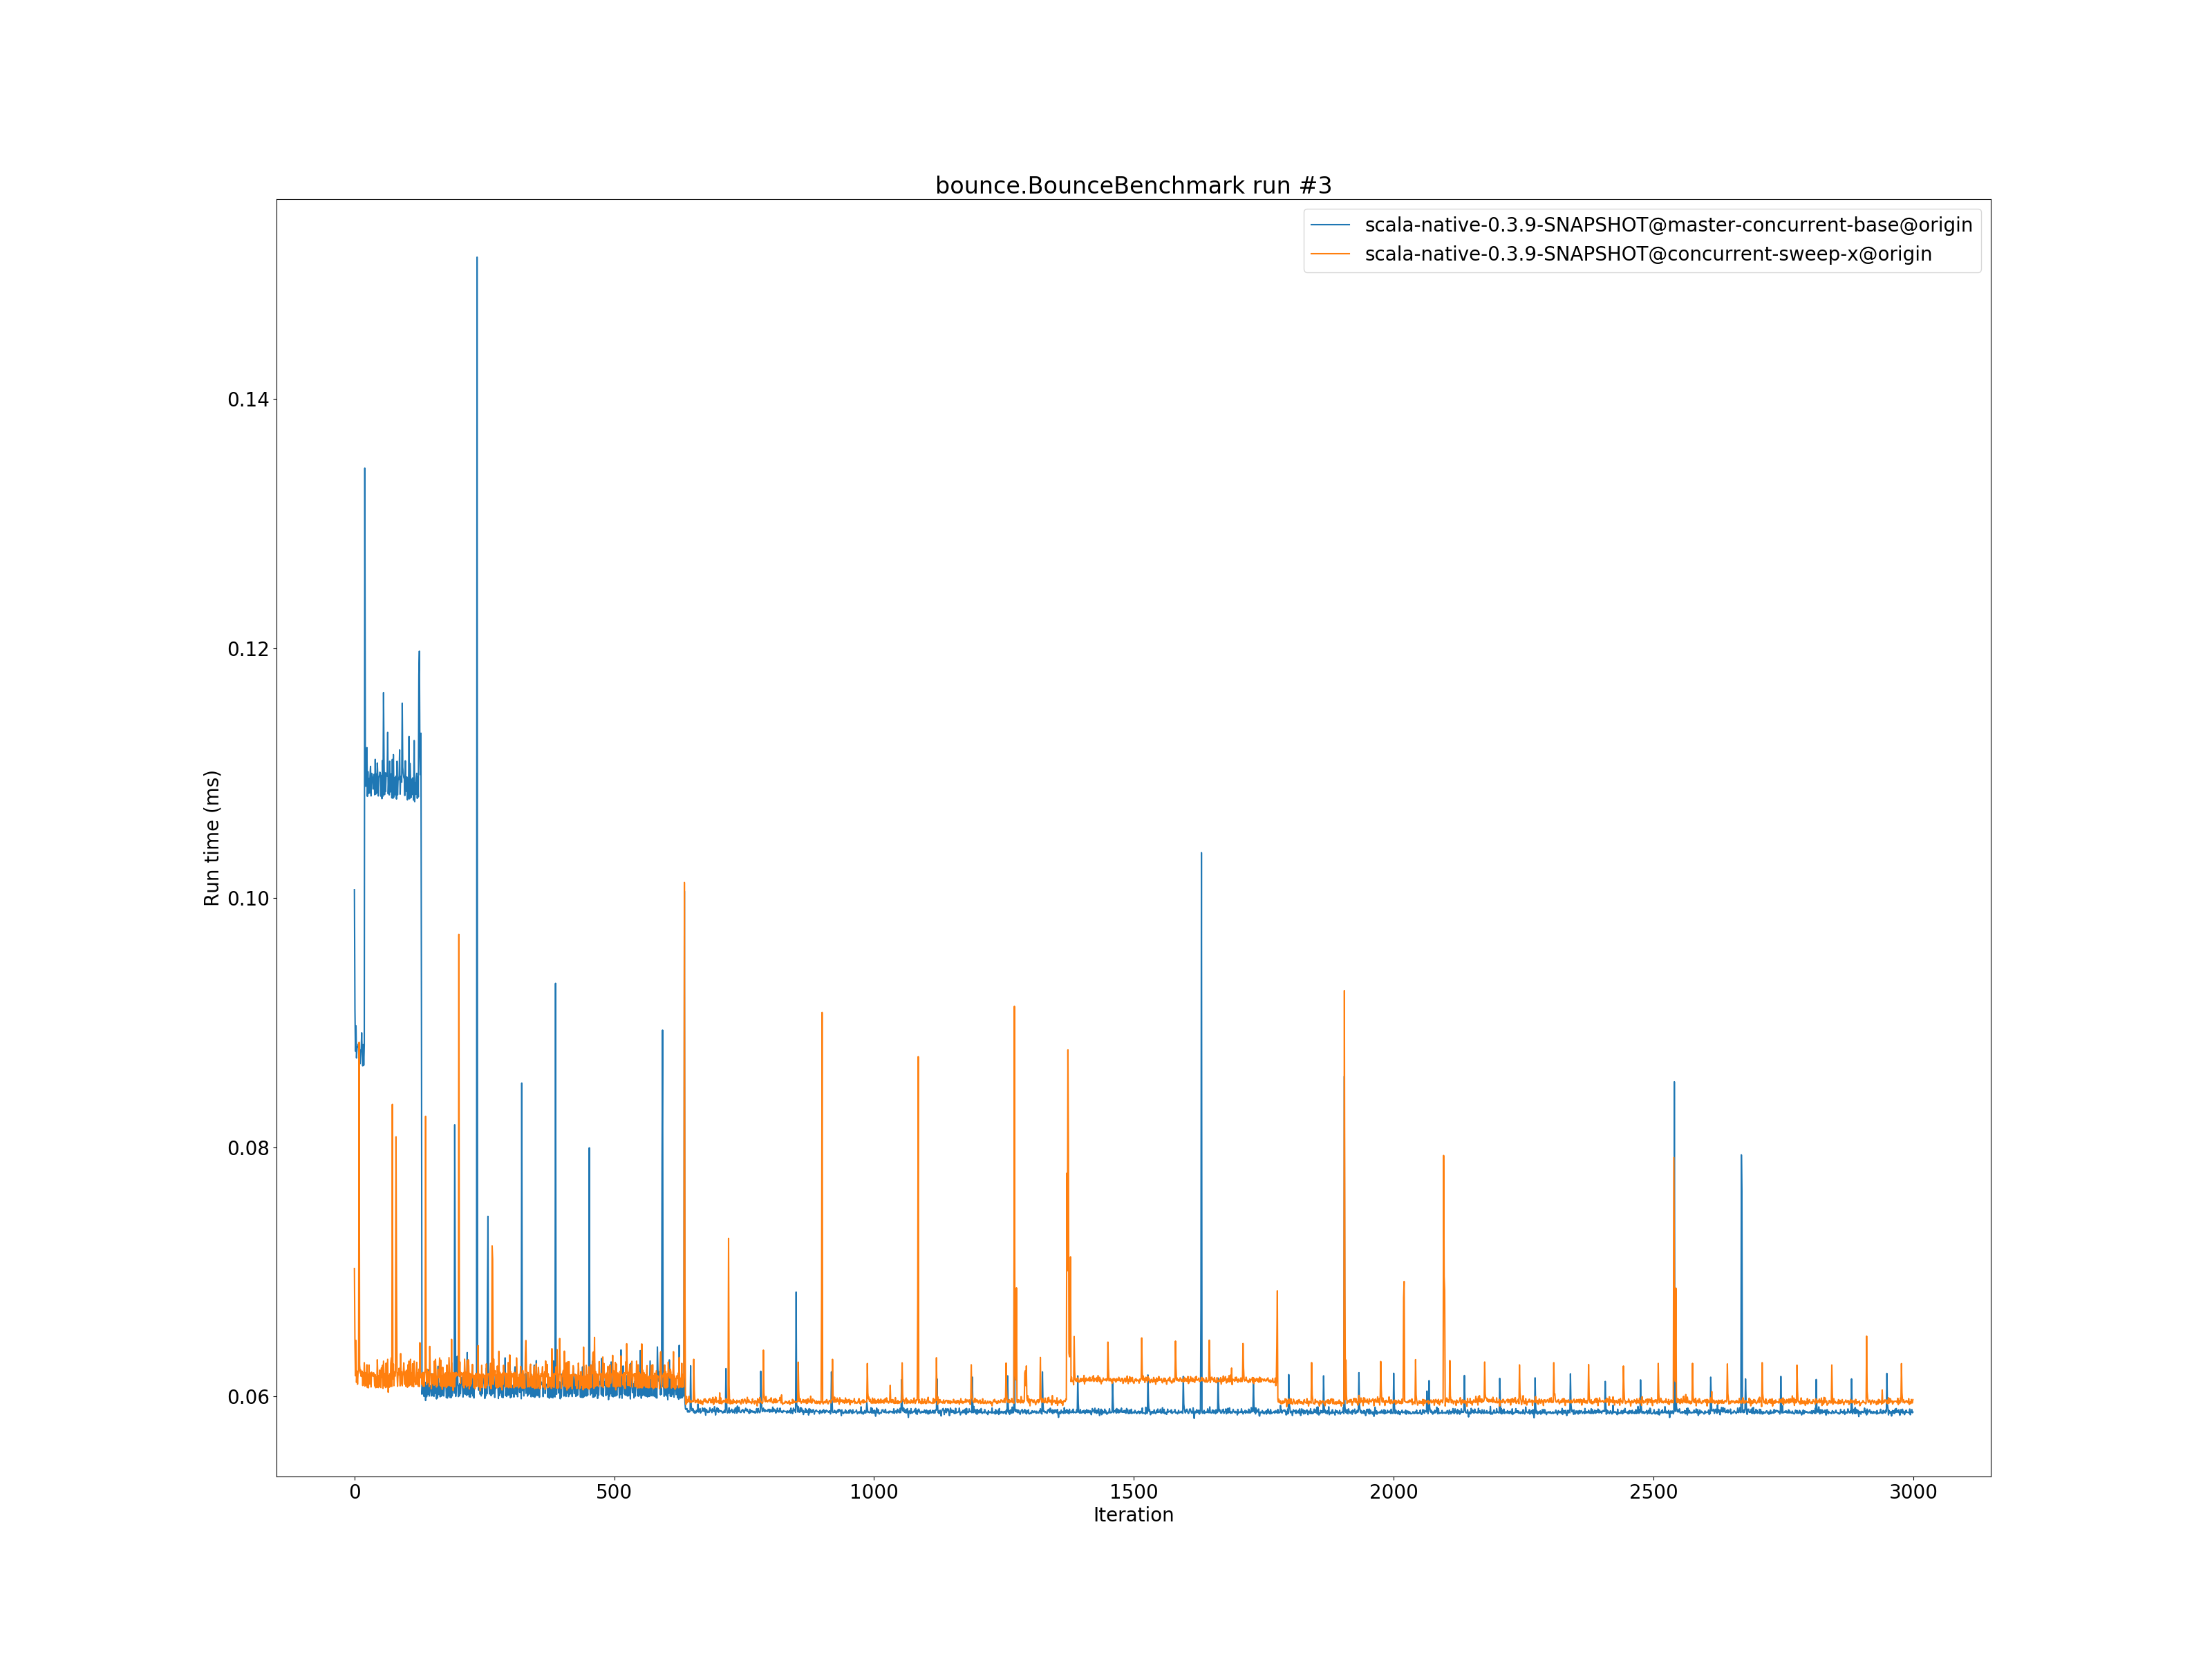 bounce.BounceBenchmark run #3
scala-native-0.3.9-SNAPSHOT@master-concurrent-base@origin
scala-native-0.3.9-SNAPSHOT@concurrent-sweep-x@origin
Run time (ms)
0.14
0.12
0.10
0.08
0.06
0 500 1000 1500 2000 2500 3000
Iteration